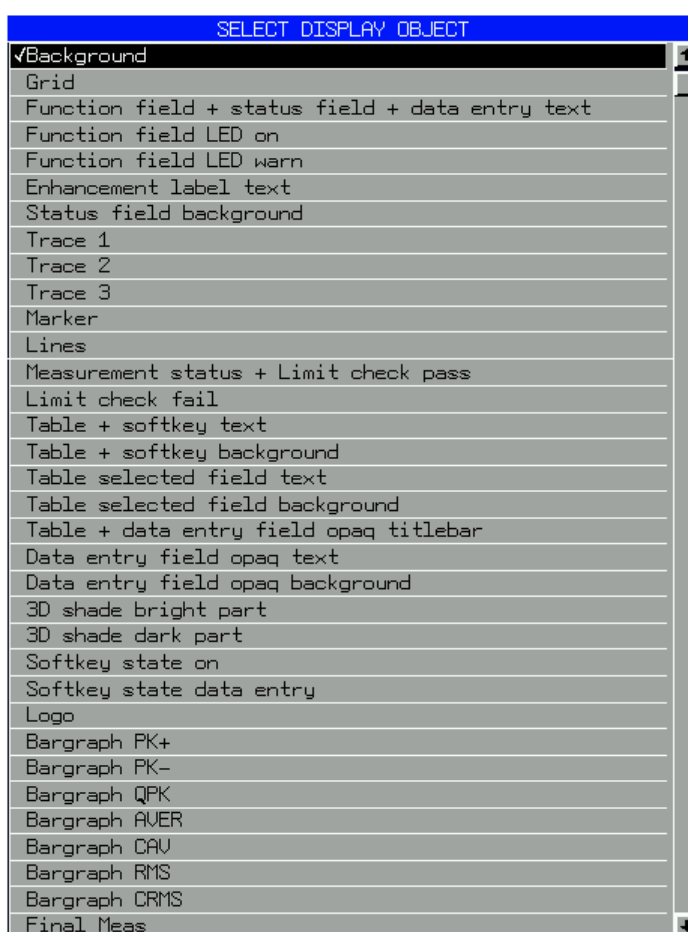 SELECT DISPLAY OBJECT
√Background
Grid
Function field + status field + data entry text
Function field LED on
Function field LED warn
Enhancement label text
Status field background
Trace 1
Trace 2
Trace 3
Marker
Lines
Measurement status + Limit check pass
Limit check fail
Table + softkey text
Table + softkey background
Table selected field text
Table selected field background
Table + data entry field opaq titlebar
Data entry field opaq text
Data entry field opaq background
3D shade bright part
3D shade dark part
Softkey state on
Softkey state data entry
Logo
Bargraph PK+
Bargraph PK-
Bargraph QPK
Bargraph AVER
Bargraph CAV
Bargraph RMS
Bargraph CRMS
Final Meas